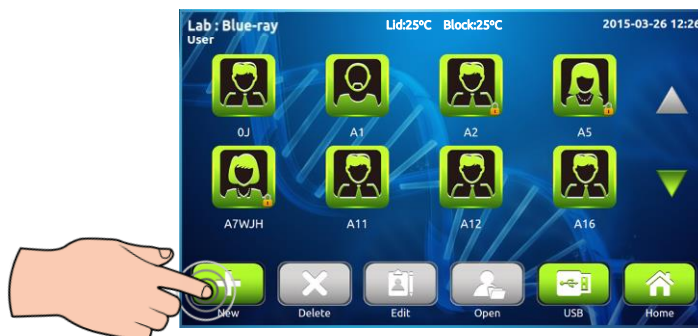 Lab : Blue-ray Lid:25°C Block:25°C 2015-03-26 12:26
User
0J A1 A2 A5
A7WJH A11 A12 A16
New Delete Edit Open USB Home